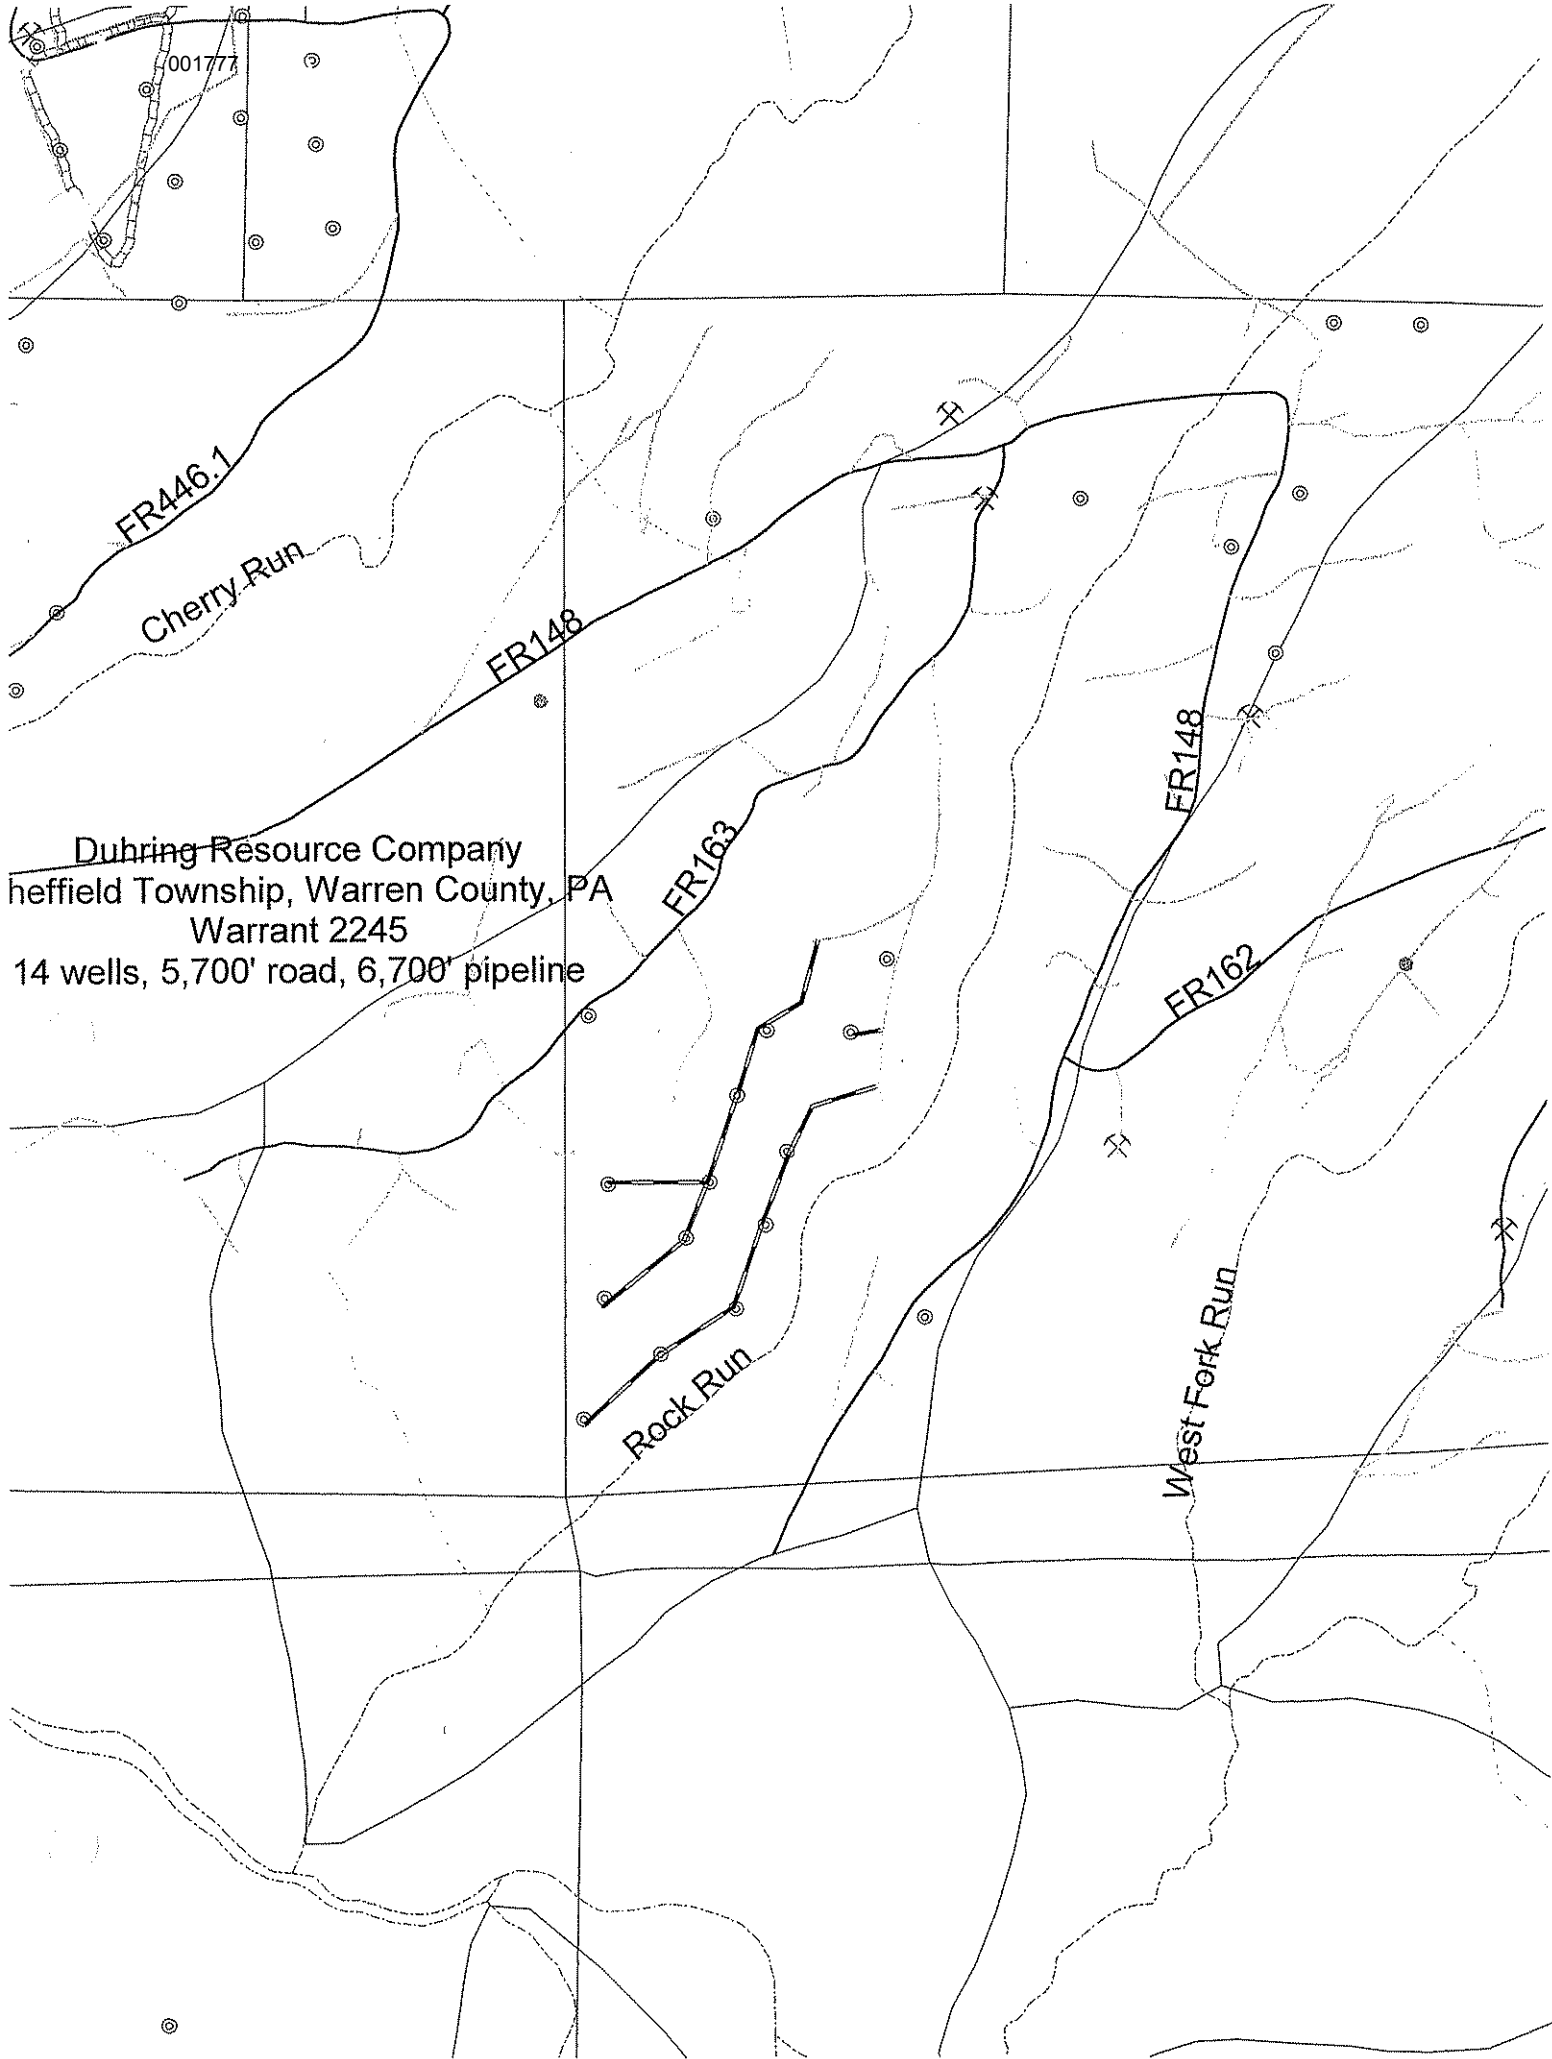 001777
FR446.1
Cherry Run
FR148
FR148
Duhring Resource Company
heffield Township, Warren County, PA
Warrant 2245
14 wells, 5,700' road, 6,700' pipeline
FR163
FR162
West Fork Run
Rock Run